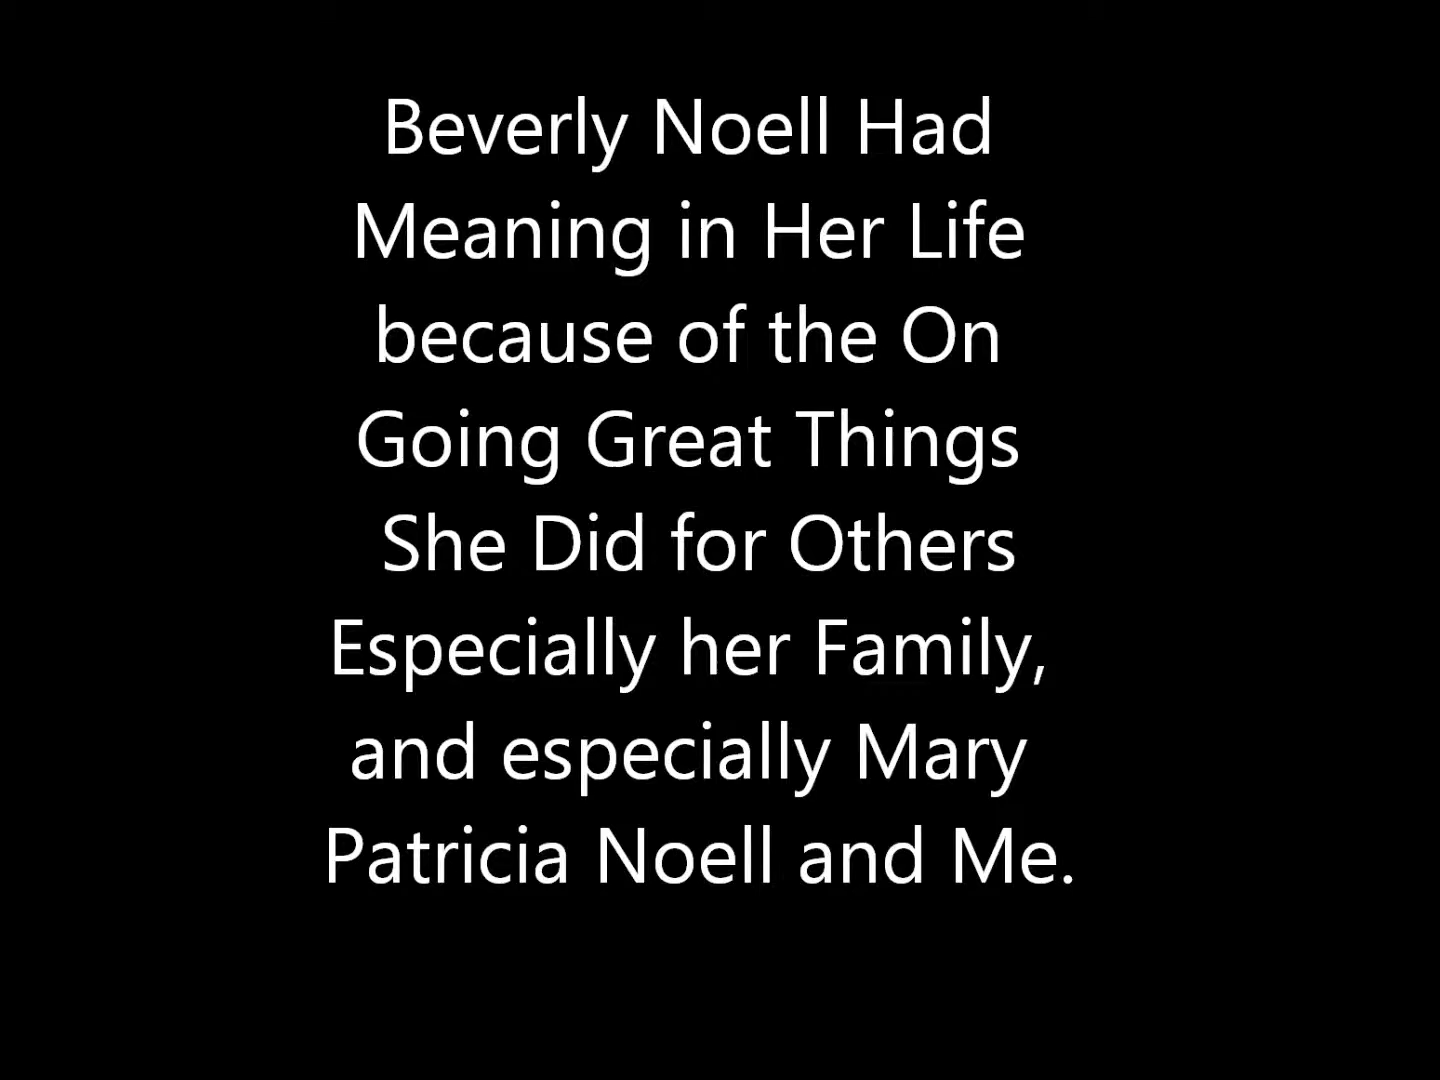 Beverly Noell Had
Meaning in Her Life
because of the On
Going Great Things
She Did for Others
Especially her Family,
and especially Mary
Patricia Noell and Me.